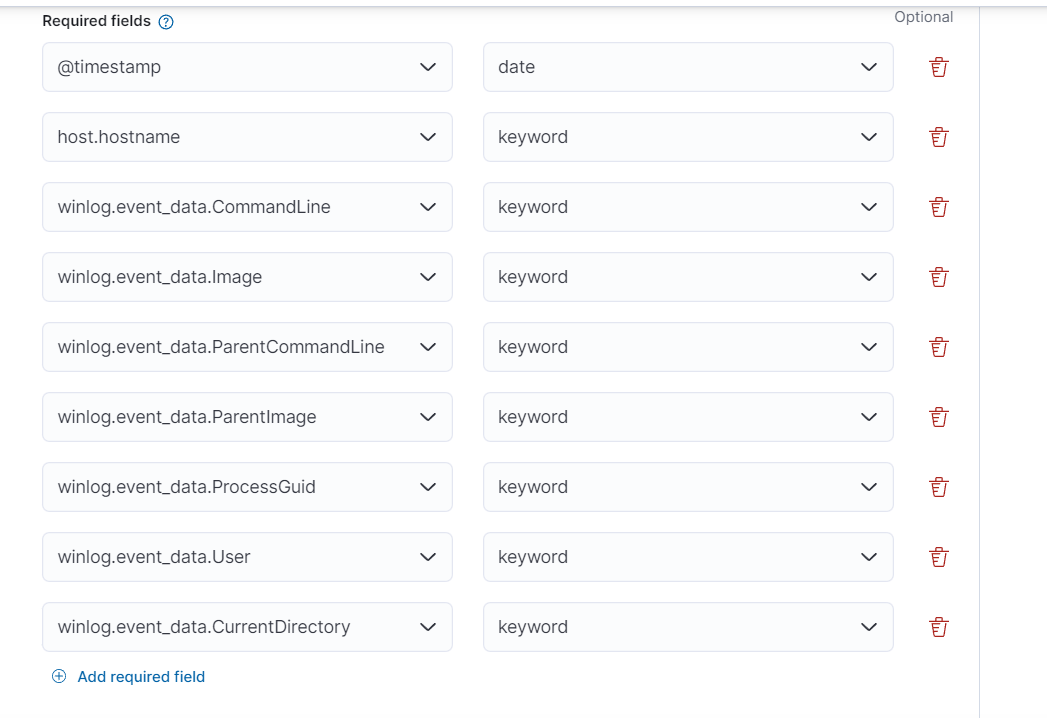 Required fields
Optional
@timestamp date
host.hostname keyword
winlog.event_data.CommandLine keyword
winlog.event_data.Image keyword
winlog.event_data.ParentCommandLine keyword
winlog.event_data.ParentImage keyword
winlog.event_data.ProcessGuid keyword
winlog.event_data.User keyword
winlog.event_data.CurrentDirectory keyword
Add required field